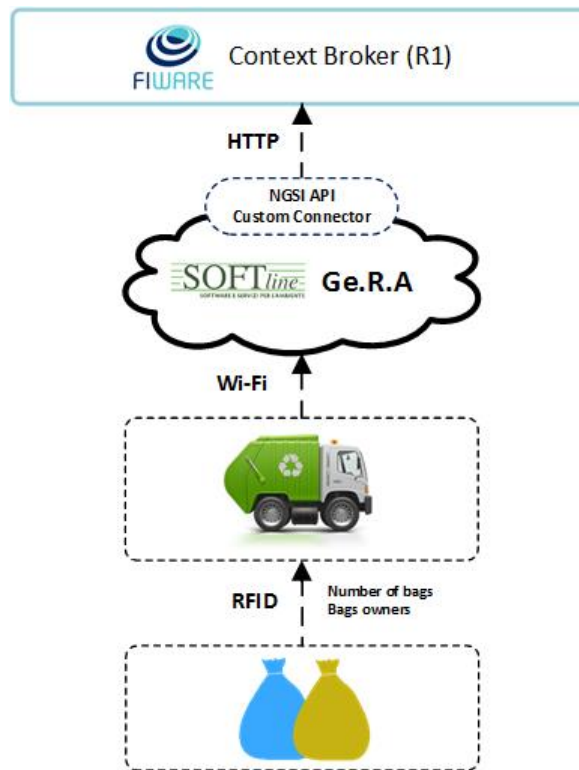 FIWARE
Context Broker (R1)
HTTP
NGSI API
Custom Connector
SOFTline
SOFTWARE E SERVIZI PER L'AMBIENTE
Ge.R.A
Wi-Fi
RFID
Number of bags
Bags owners